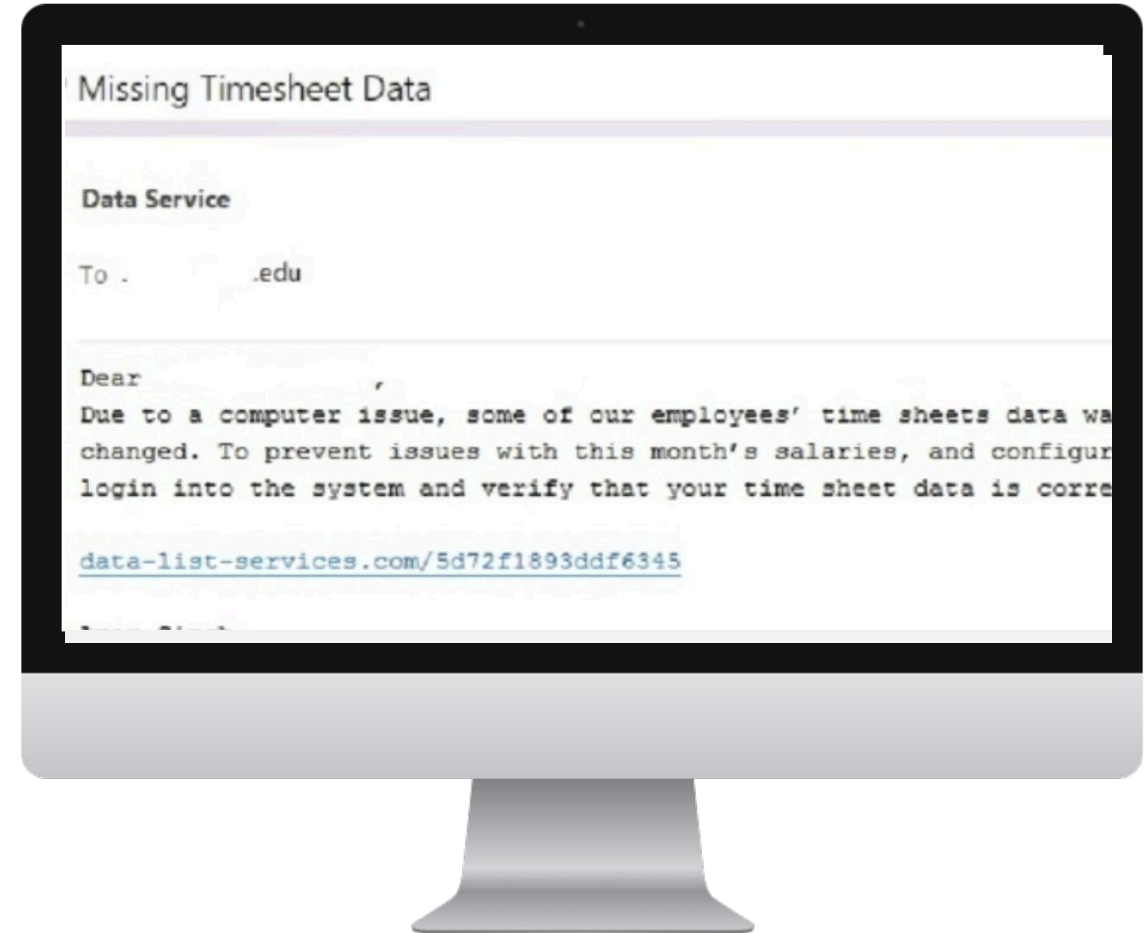 Missing Timesheet Data
Data Service
To . .edu
Dear ,
Due to a computer issue, some of our employees' time sheets data wa
changed. To prevent issues with this month's salaries, and configur
login into the system and verify that your time sheet data is corre
data-list-services.com/5d72f1893ddf6345